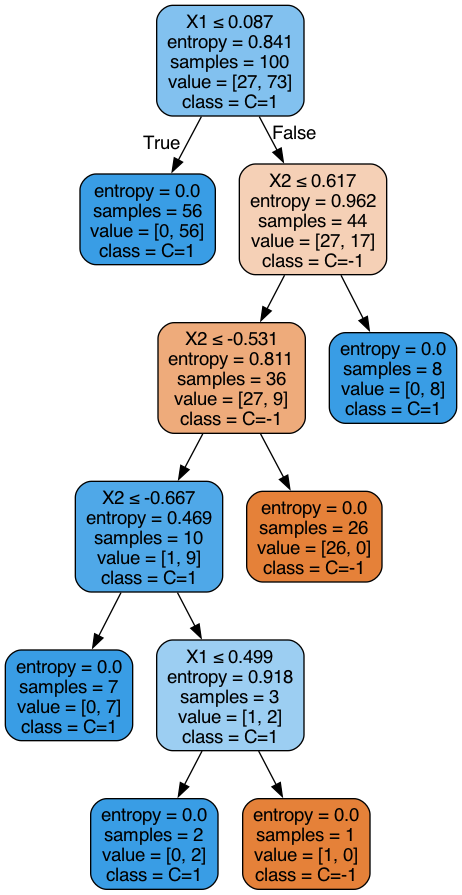 X1 ≤ 0.087
entropy = 0.841
samples = 100
value = [27, 73]
class = C=1
True
False
entropy = 0.0
samples = 56
value = [0, 56]
class = C=1
X2 ≤ 0.617
entropy = 0.962
samples = 44
value = [27, 17]
class = C=-1
X2 ≤ -0.531
entropy = 0.811
samples = 36
value = [27, 9]
class = C=-1
entropy = 0.0
samples = 8
value = [0, 8]
class = C=1
X2 ≤ -0.667
entropy = 0.469
samples = 10
value = [1, 9]
class = C=1
entropy = 0.0
samples = 26
value = [26, 0]
class = C=-1
entropy = 0.0
samples = 7
value = [0, 7]
class = C=1
X1 ≤ 0.499
entropy = 0.918
samples = 3
value = [1, 2]
class = C=1
entropy = 0.0
samples = 2
value = [0, 2]
class = C=1
entropy = 0.0
samples = 1
value = [1, 0]
class = C=-1